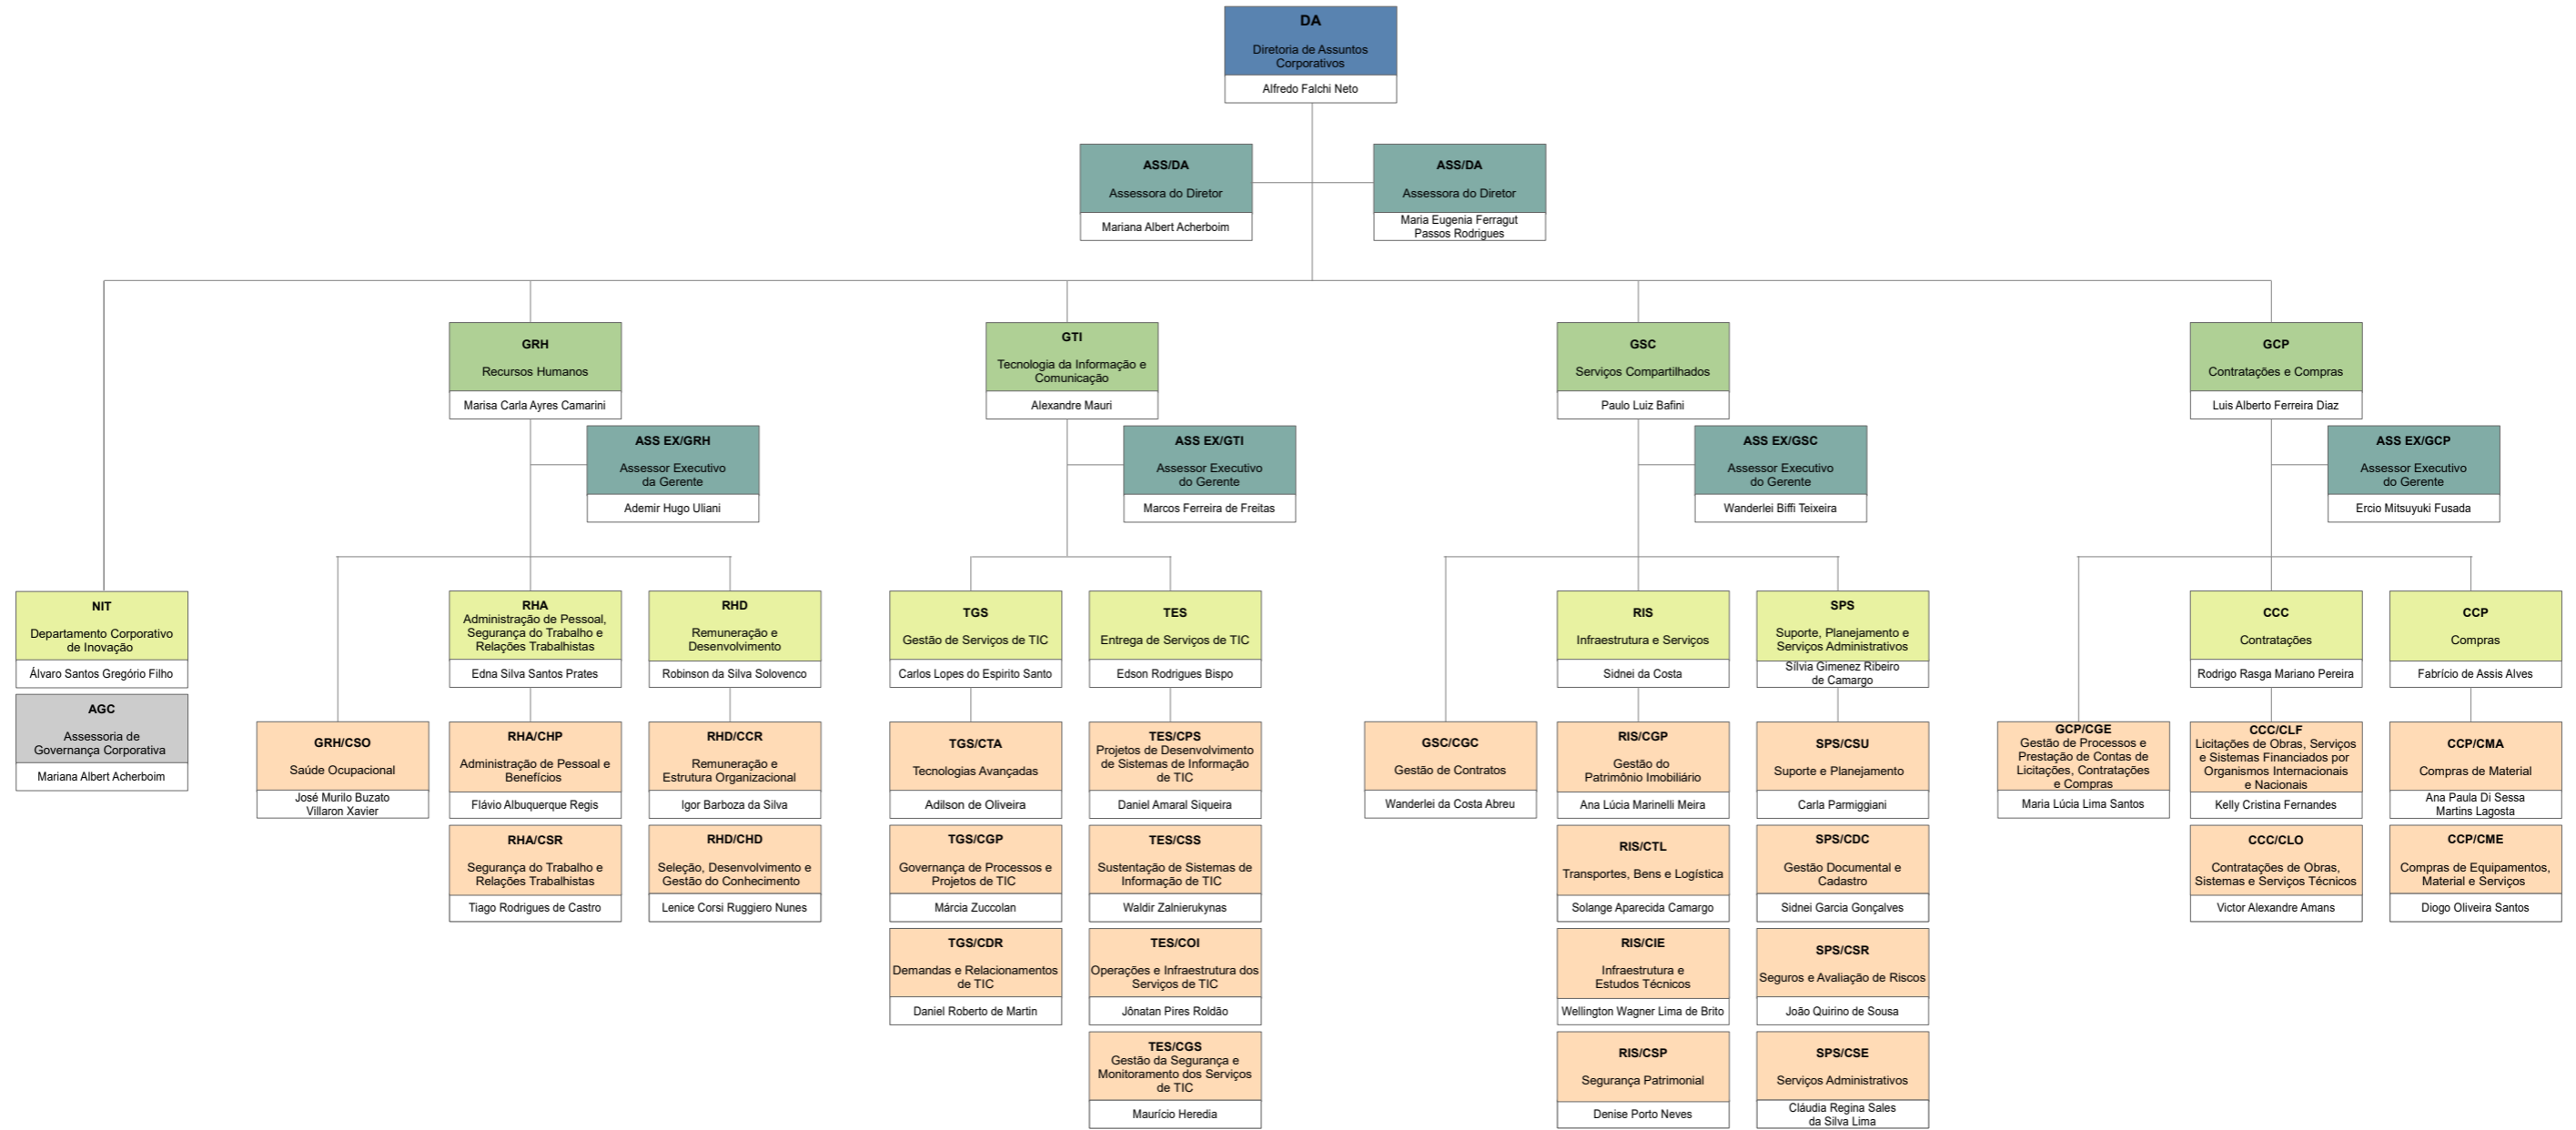 DA
Diretoria de Assuntos
Corporativos
Alfredo Falchi Neto
ASS/DA
Assessora do Diretor
Mariana Albert Acherboim
ASS/DA
Assessora do Diretor
Maria Eugenia Ferragut
Passos Rodrigues
GRH
Recursos Humanos
Marisa Carla Ayres Camarini
GTI
Tecnologia da Informação e
Comunicação
Alexandre Mauri
GSC
Serviços Compartilhados
Paulo Luiz Bafini
GCP
Contratações e Compras
Luis Alberto Ferreira Diaz
ASS EX/GRH
Assessor Executivo
da Gerente
Ademir Hugo Uliani
ASS EX/GTI
Assessor Executivo
do Gerente
Marcos Ferreira de Freitas
ASS EX/GSC
Assessor Executivo
do Gerente
Wanderlei Biffi Teixeira
ASS EX/GCP
Assessor Executivo
do Gerente
Ercio Mitsuyuki Fusada
NIT
Departamento Corporativo
de Inovação
Álvaro Santos Gregório Filho
AGC
Assessoria de
Governança Corporativa
Mariana Albert Acherboim
GRH/CSO
Saúde Ocupacional
José Murilo Buzato
Villaron Xavier
RHA
Administração de Pessoal,
Segurança do Trabalho e
Relações Trabalhistas
Edna Silva Santos Prates
RHA/CHP
Administração de Pessoal e
Benefícios
Flávio Albuquerque Regis
RHA/CSR
Segurança do Trabalho e
Relações Trabalhistas
Tiago Rodrigues de Castro
RHD
Remuneração e
Desenvolvimento
Robinson da Silva Solovenco
RHD/CCR
Remuneração e
Estrutura Organizacional
Igor Barboza da Silva
RHD/CHD
Seleção, Desenvolvimento e
Gestão do Conhecimento
Lenice Corsi Ruggiero Nunes
TGS
Gestão de Serviços de TIC
Carlos Lopes do Espirito Santo
TGS/CTA
Tecnologias Avançadas
Adilson de Oliveira
TGS/CGP
Governança de Processos e
Projetos de TIC
Márcia Zuccolan
TGS/CDR
Demandas e Relacionamentos
de TIC
Daniel Roberto de Martin
TES
Entrega de Serviços de TIC
Edson Rodrigues Bispo
TES/CPS
Projetos de Desenvolvimento
de Sistemas de Informação
de TIC
Daniel Amaral Siqueira
TES/CSS
Sustentação de Sistemas de
Informação de TIC
Waldir Zalnierukynas
TES/COI
Operações e Infraestrutura dos
Serviços de TIC
Jônatan Pires Roldão
TES/CGS
Gestão da Segurança e
Monitoramento dos Serviços
de TIC
Maurício Heredia
GSC/CGC
Gestão de Contratos
Wanderlei da Costa Abreu
RIS
Infraestrutura e Serviços
Sidnei da Costa
RIS/CGP
Gestão do
Patrimônio Imobiliário
Ana Lúcia Marinelli Meira
RIS/CTL
Transportes, Bens e Logística
Solange Aparecida Camargo
RIS/CIE
Infraestrutura e
Estudos Técnicos
Wellington Wagner Lima de Brito
RIS/CSP
Segurança Patrimonial
Denise Porto Neves
SPS
Suporte, Planejamento e
Serviços Administrativos
Sílvia Gimenez Ribeiro
de Camargo
SPS/CSU
Suporte e Planejamento
Carla Parmiggiani
SPS/CDC
Gestão Documental e
Cadastro
Sidnei Garcia Gonçalves
SPS/CSR
Seguros e Avaliação de Riscos
João Quirino de Sousa
SPS/CSE
Serviços Administrativos
Cláudia Regina Sales
da Silva Lima
GCP/CGE
Gestão de Processos e
Prestação de Contas de
Licitações, Contratações
e Compras
Maria Lúcia Lima Santos
CCC
Contratações
Rodrigo Rasga Mariano Pereira
CCC/CLF
Licitações de Obras, Serviços
e Sistemas Financiados por
Organismos Internacionais
e Nacionais
Kelly Cristina Fernandes
CCC/CLO
Contratações de Obras,
Sistemas e Serviços Técnicos
Victor Alexandre Amans
CCP
Compras
Fabrício de Assis Alves
CCP/CMA
Compras de Material
Ana Paula Di Sessa
Martins Lagosta
CCP/CME
Compras de Equipamentos,
Material e Serviços
Diogo Oliveira Santos